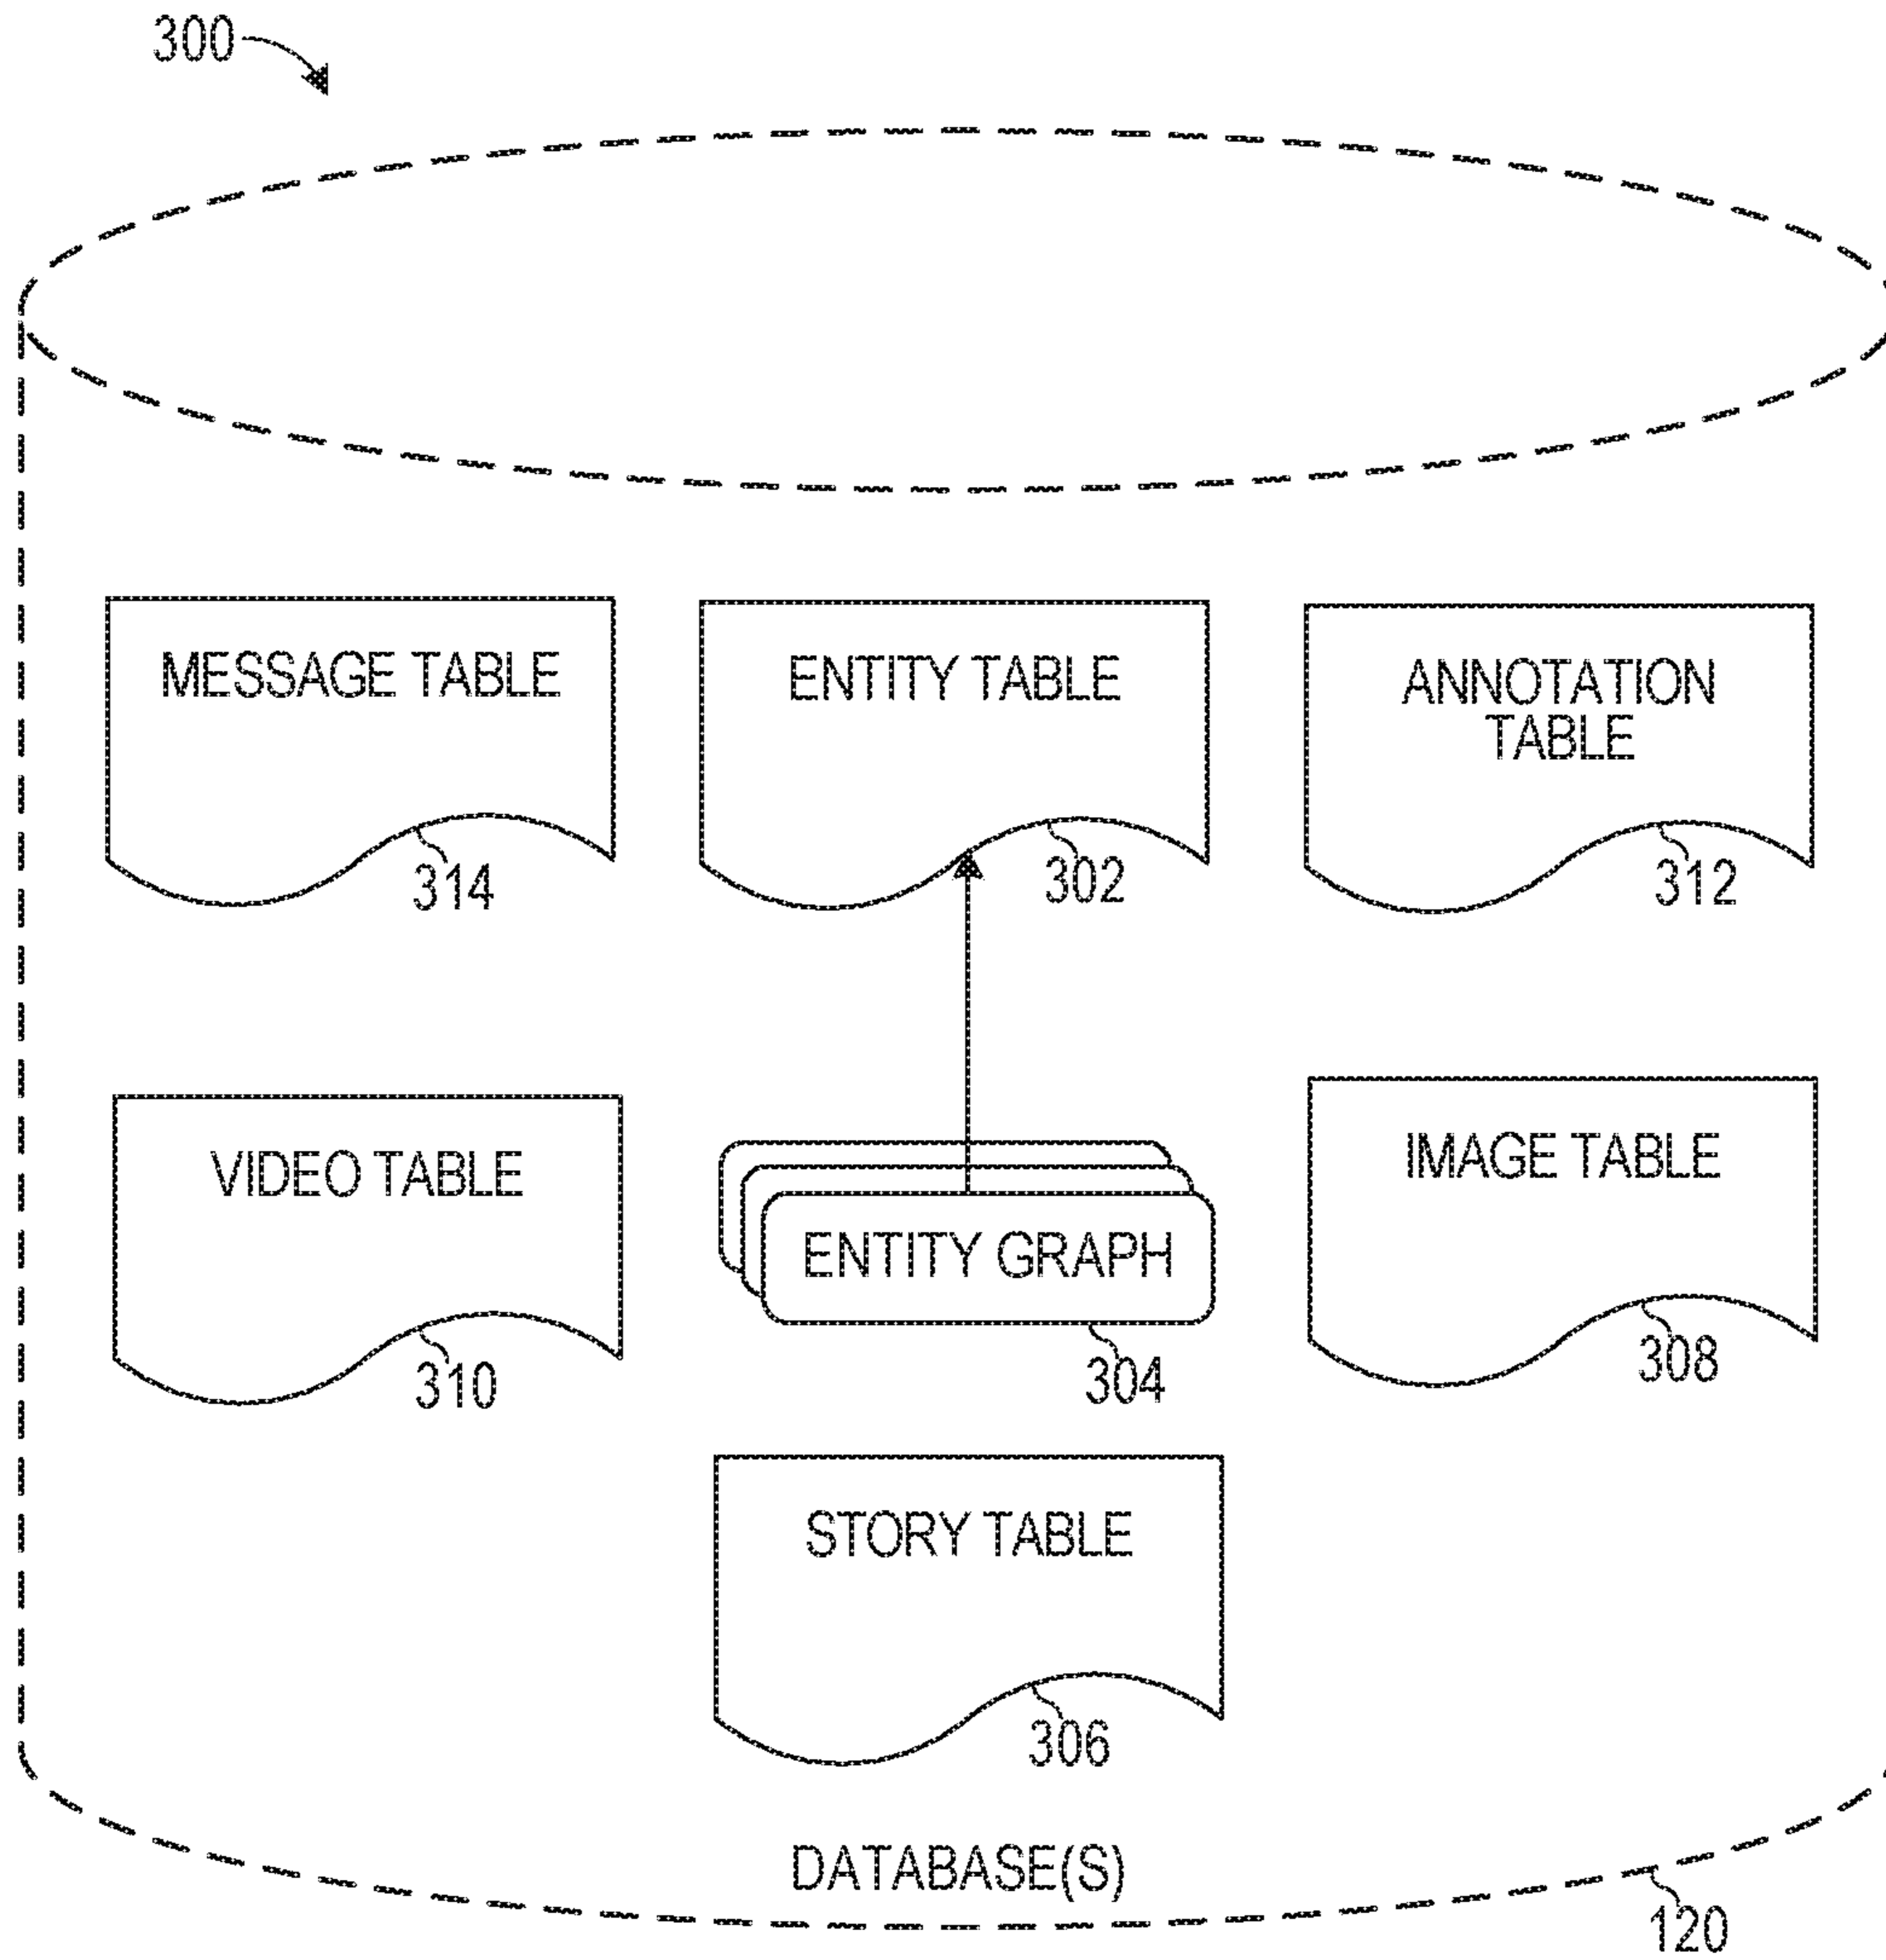 300
MESSAGE TABLE
314
ENTITY TABLE
302
ANNOTATION
TABLE
312
VIDEO TABLE
310
ENTITY GRAPH
304
IMAGE TABLE
308
STORY TABLE
306
DATABASE(S)
120